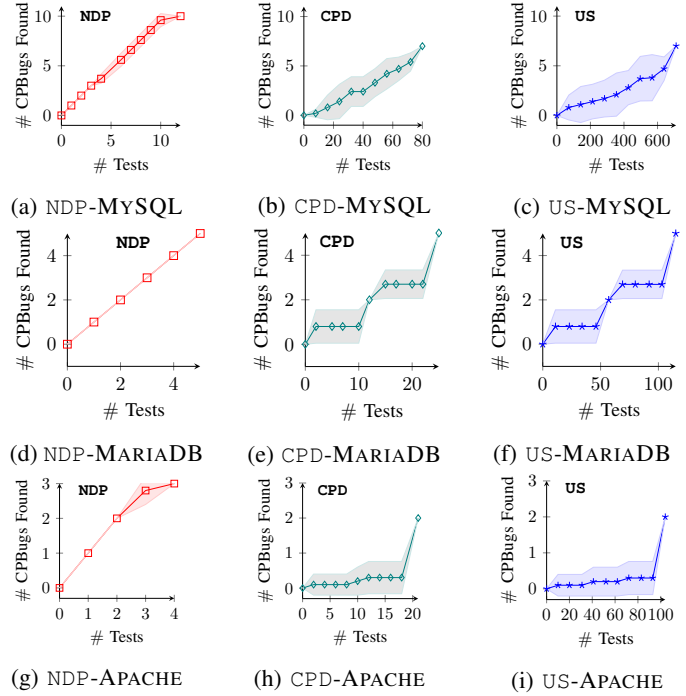 NDP
CPD
US
# CPBugs Found
# CPBugs Found
# CPBugs Found
10
5
0
10
5
0
10
5
0
0 5 10
0 20 40 60 80
0 200 400 600
# Tests
# Tests
# Tests
(a) NDP-MYSQL
(b) CPD-MYSQL
(c) US-MYSQL
NDP
CPD
US
# CPBugs Found
# CPBugs Found
# CPBugs Found
4
2
0
4
2
0
4
2
0
0 2 4
0 10 20
0 50 100
# Tests
# Tests
# Tests
(d) NDP-MARIADB
(e) CPD-MARIADB
(f) US-MARIADB
NDP
CPD
US
# CPBugs Found
# CPBugs Found
# CPBugs Found
3
2
1
0
3
2
1
0
3
2
1
0
0 1 2 3 4
0 5 10 15 20
0 20 40 60 80 100
# Tests
# Tests
# Tests
(g) NDP-APACHE
(h) CPD-APACHE
(i) US-APACHE